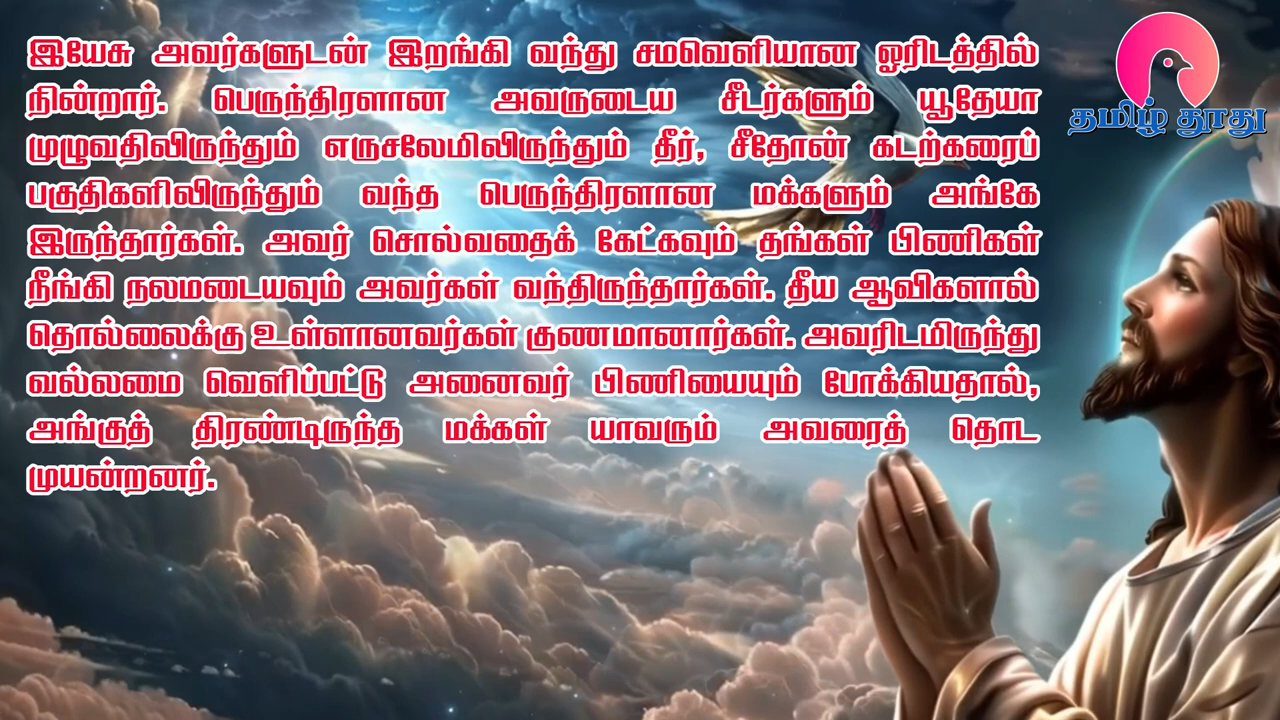 இயேசு அவர்களுடன் இறங்கி வந்து சமவெளியான ஓரிடத்தில்
நின்றார். பெருந்திரளான அவருடைய சீடர்களும் யூதேயா
முழுவதிலிருந்தும் எருசலேமிலிருந்தும் தீர், சீதோன் கடற்கரைப்
பகுதிகளிலிருந்தும் வந்த பெருந்திரளான மக்களும் அங்கே
இருந்தார்கள். அவர் சொல்வதைக் கேட்கவும் தங்கள் பிணிகள்
நீங்கி நலமடையவும் அவர்கள் வந்திருந்தார்கள். தீய ஆவிகளால்
தொல்லைக்கு உள்ளானவர்கள் குணமானார்கள். அவரிடமிருந்து
வல்லமை வெளிப்பட்டு அனைவர் பிணியையும் போக்கியதால்,
அங்குத் திரண்டிருந்த மக்கள் யாவரும் அவரைத் தொட
முயன்றனர்.
தமிழ் தூது